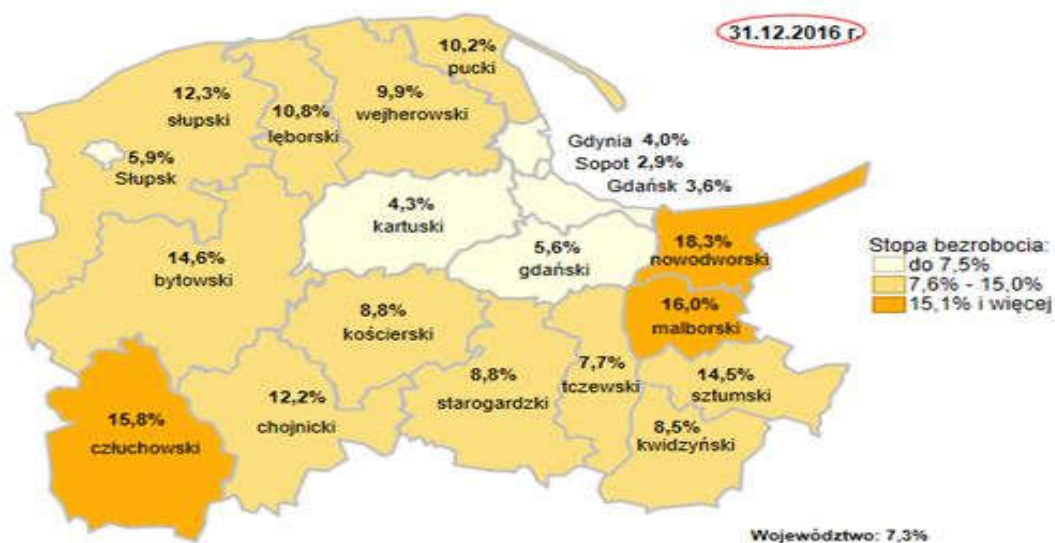 31.12.2016 r.
10,2%
pucki
12,3%
słupski
10,8%
lęborski
9,9%
wejherowski
5,9%
Słupsk
Gdynia 4,0%
Sopot 2,9%
Gdańsk 3,6%
4,3%
kartuski
5,6%
gdański
18,3%
nowodworski
14,6%
bytowski
Stopa bezrobocia:
do 7,5%
7,6% - 15,0%
15,1% i więcej
8,8%
kościerski
16,0%
malborski
7,7%
tczewski
14,5%
sztumski
8,8%
starogardzki
12,2%
chojnicki
15,8%
człuchowski
8,5%
kwidzyński
Województwo: 7,3%